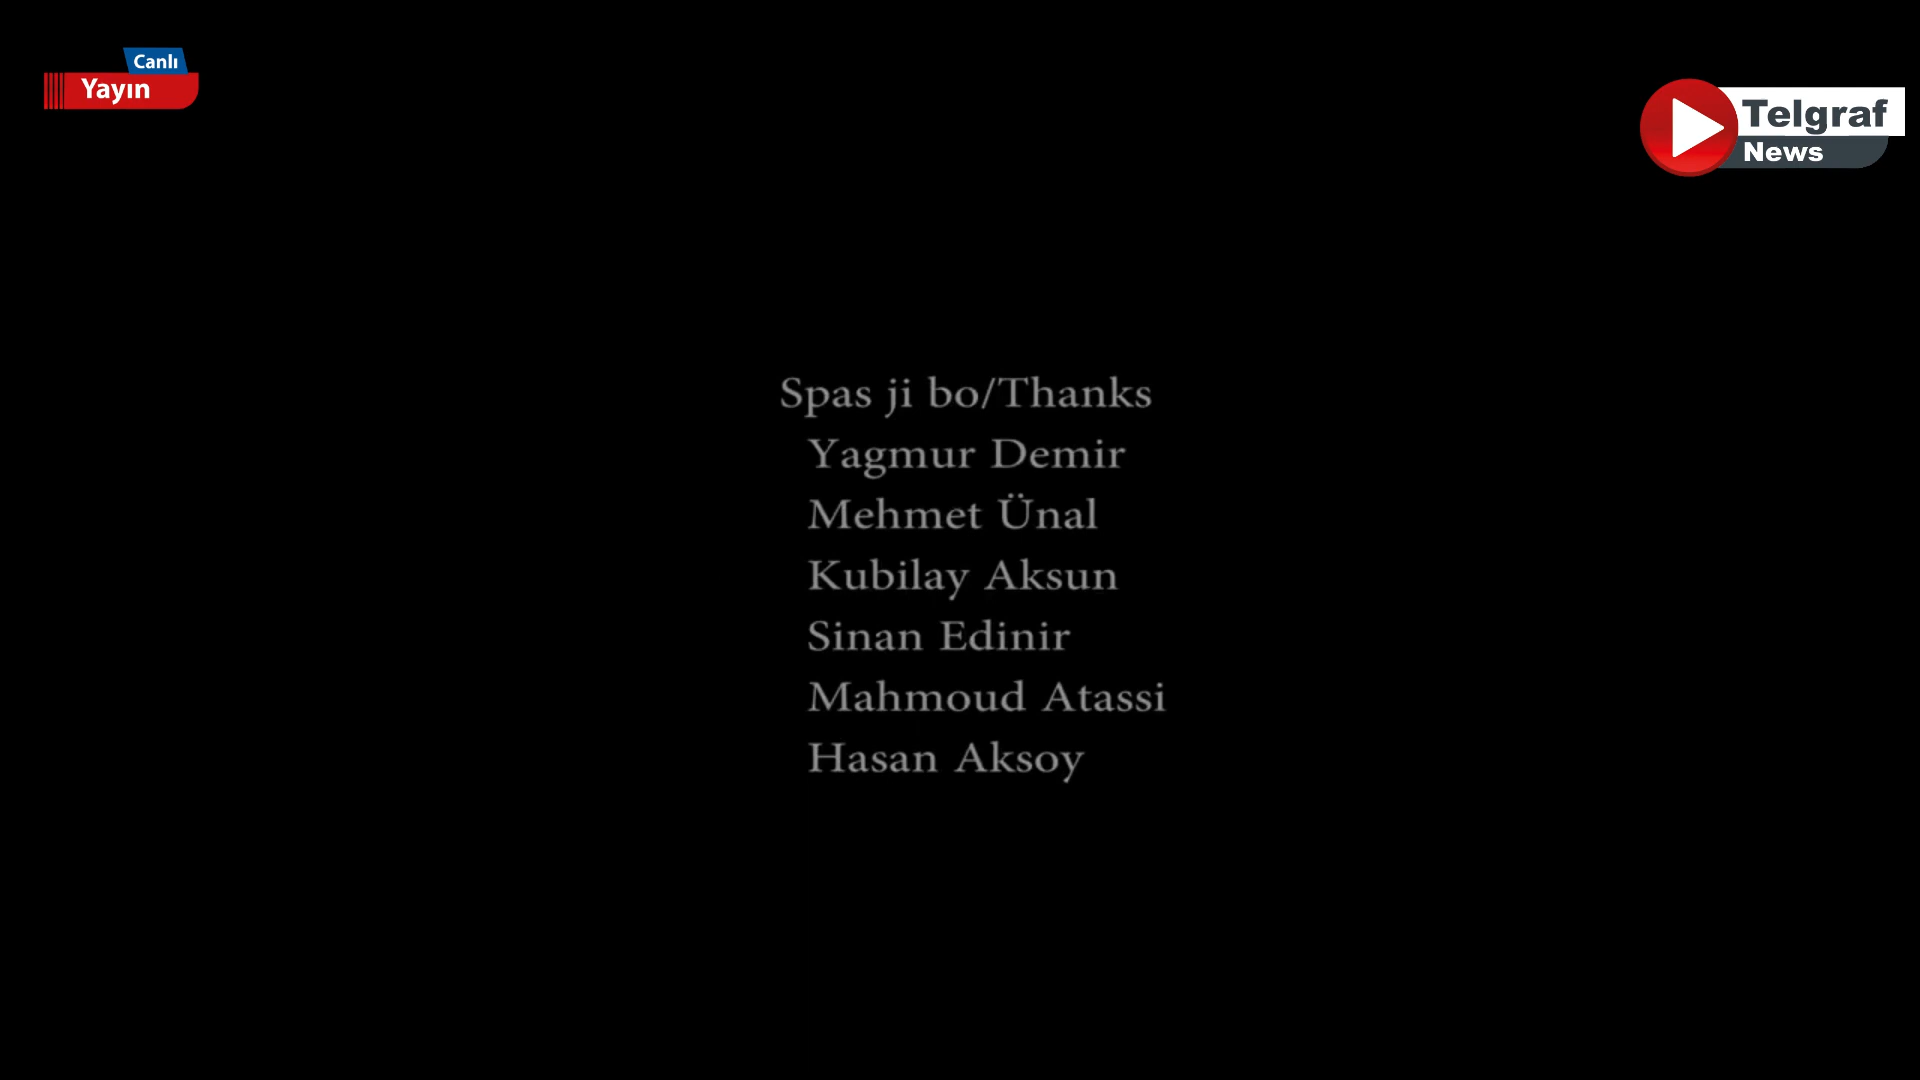 Canlı
Yayın
Telgraf
News
Spas ji bo/Thanks
Yagmur Demir
Mehmet Ünal
Kubilay Aksun
Sinan Edinir
Mahmoud Atassi
Hasan Aksoy